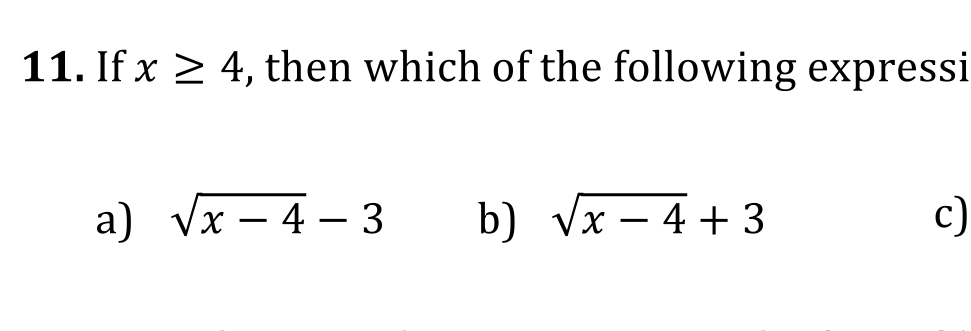 11. If x ≥ 4, then which of the following expressi
a) √(x − 4) − 3 b) √(x − 4) + 3 c)